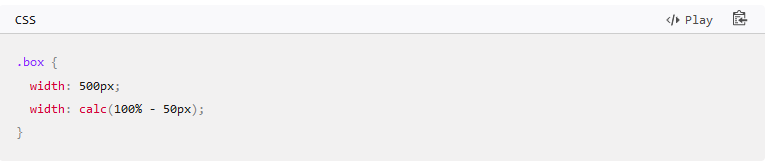 CSS
</> Play
.box {
  width: 500px;
  width: calc(100% - 50px);
}